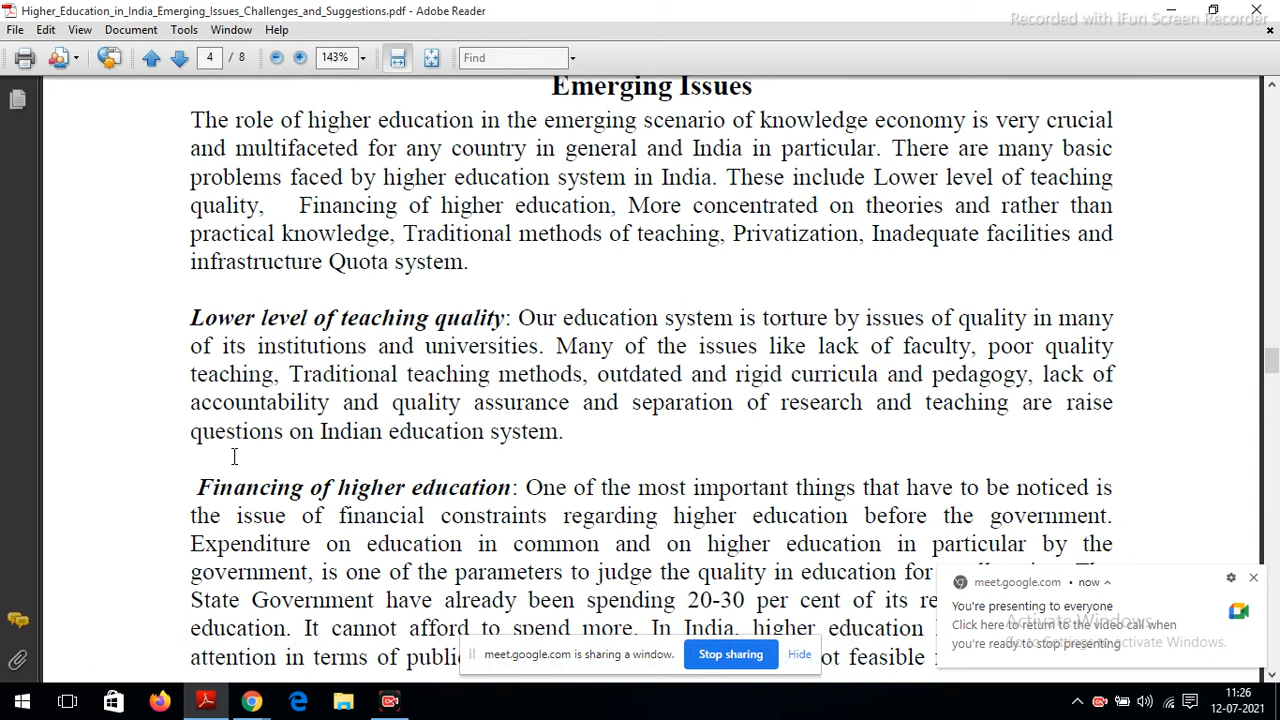 Higher_Education_in_India_Emerging_Issues_Challenges_and_Suggestions.pdf - Adobe Reader
Recorded with iFun Screen Recorder
File Edit View Document Tools Window Help
4 / 8 143% Find
Emerging Issues
The role of higher education in the emerging scenario of knowledge economy is very crucial
and multifaceted for any country in general and India in particular. There are many basic
problems faced by higher education system in India. These include Lower level of teaching
quality, Financing of higher education, More concentrated on theories and rather than
practical knowledge, Traditional methods of teaching, Privatization, Inadequate facilities and
infrastructure Quota system.
Lower level of teaching quality: Our education system is torture by issues of quality in many
of its institutions and universities. Many of the issues like lack of faculty, poor quality
teaching, Traditional teaching methods, outdated and rigid curricula and pedagogy, lack of
accountability and quality assurance and separation of research and teaching are raise
questions on Indian education system.
Financing of higher education: One of the most important things that have to be noticed is
the issue of financial constraints regarding higher education before the government.
Expenditure on education in common and on higher education in particular by the
government, is one of the parameters to judge the quality in education for
State Government have already been spending 20-30 per cent of its
education. It cannot afford to spend more. In India, higher education
attention in terms of
meet.google.com is sharing a window. Stop sharing Hide
meet.google.com • now
You're presenting to everyone
Click here to return to the video call when
you're ready to stop presenting
Activate Windows
Go to Settings to activate Windows.
11:26
12-07-2021